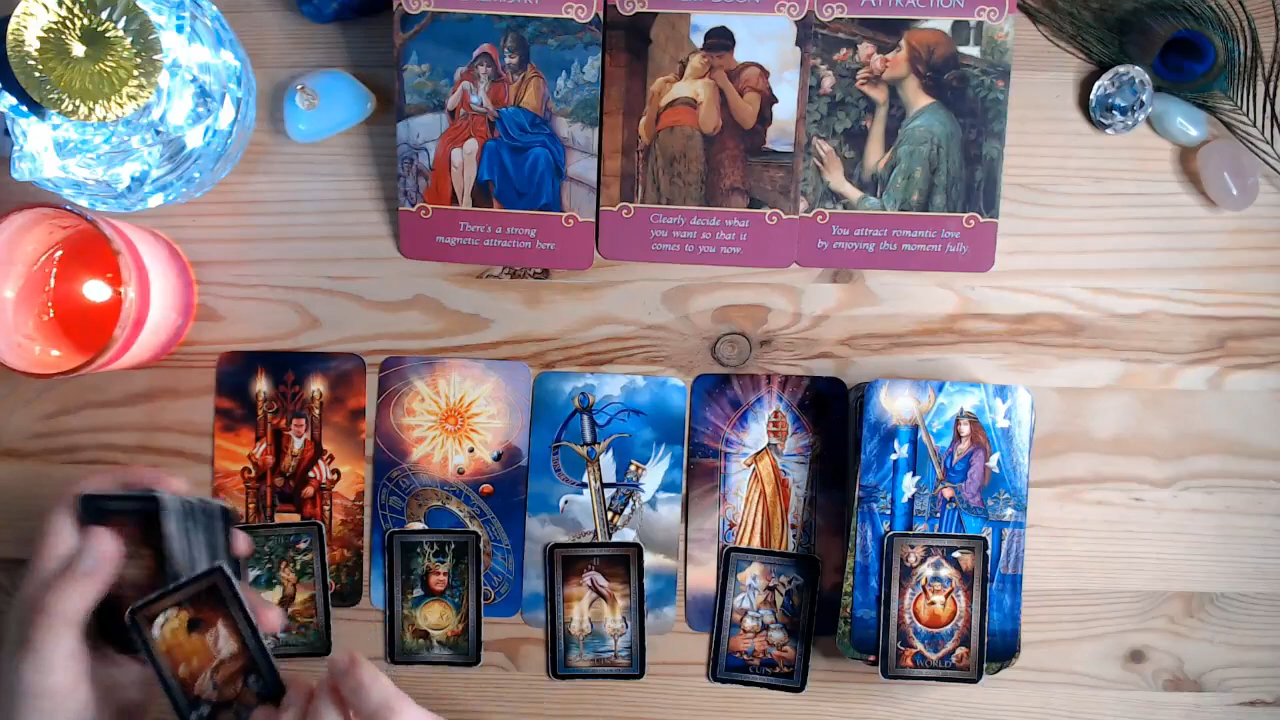 ATTRACTION
There's a strong
magnetic attraction here.
Clearly decide what
you want so that it
comes to you now.
You attract romantic love
by enjoying this moment fully.
CUPS
WORLD